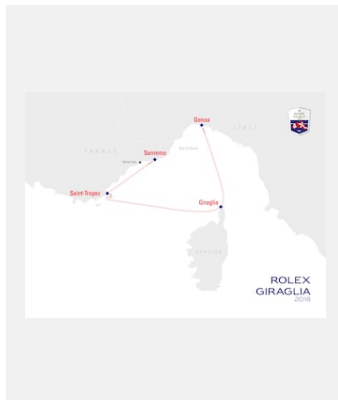 Genoa
ITALY
Sanremo
FRANCE
Saint Tropez
Giraglia
CORSICA
ROLEX
GIRAGLIA
2018